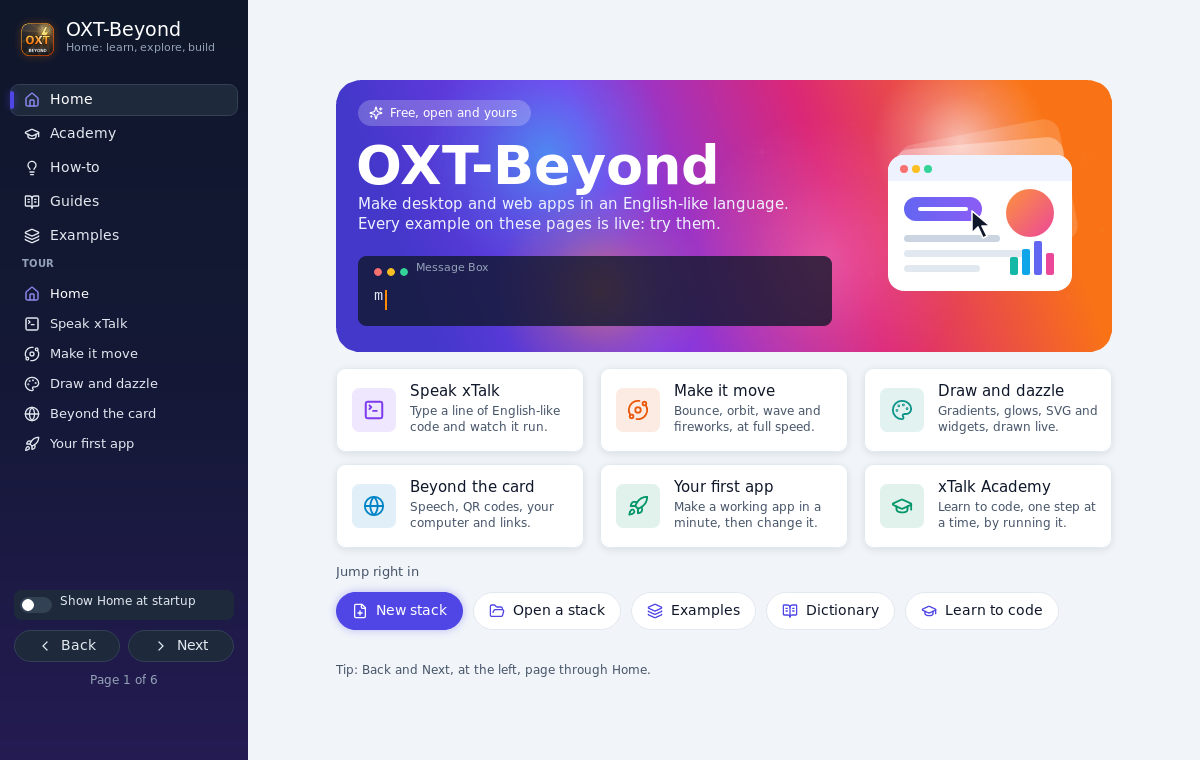 OXT
BEYOND
OXT-Beyond
Home: learn, explore, build
Home
Academy
How-to
Guides
Examples
TOUR
Home
Speak xTalk
Make it move
Draw and dazzle
Beyond the card
Your first app
Show Home at startup
Back
Next
Page 1 of 6
Free, open and yours
OXT-Beyond
Make desktop and web apps in an English-like language.
Every example on these pages is live: try them.
Message Box
m
Speak xTalk
Type a line of English-like
code and watch it run.
Make it move
Bounce, orbit, wave and
fireworks, at full speed.
Draw and dazzle
Gradients, glows, SVG and
widgets, drawn live.
Beyond the card
Speech, QR codes, your
computer and links.
Your first app
Make a working app in a
minute, then change it.
xTalk Academy
Learn to code, one step at
a time, by running it.
Jump right in
New stack
Open a stack
Examples
Dictionary
Learn to code
Tip: Back and Next, at the left, page through Home.